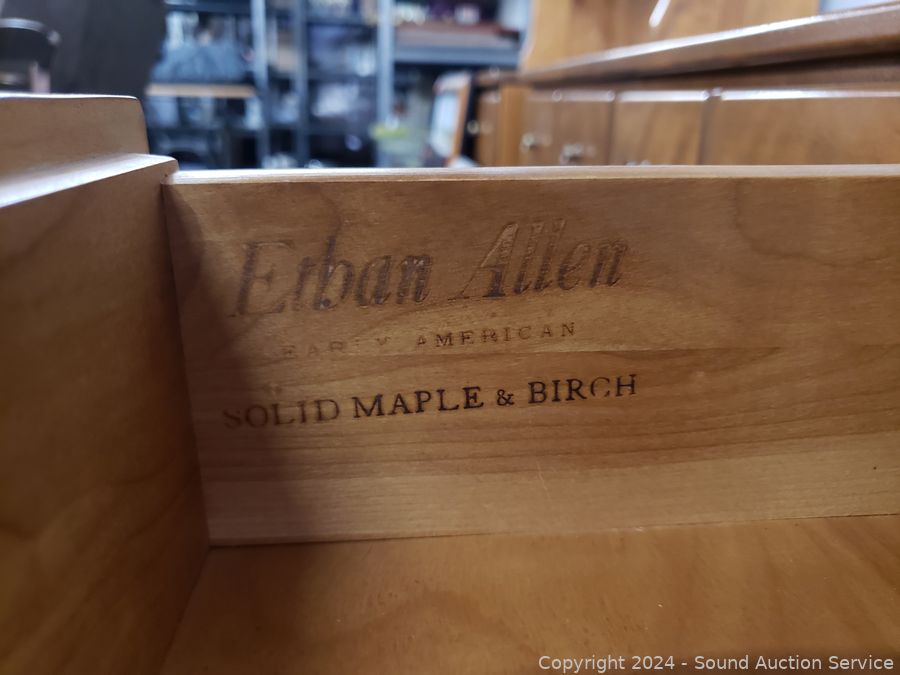 Ethan Allen
EARLY AMERICAN
SOLID MAPLE & BIRCH
Copyright 2024 - Sound Auction Service